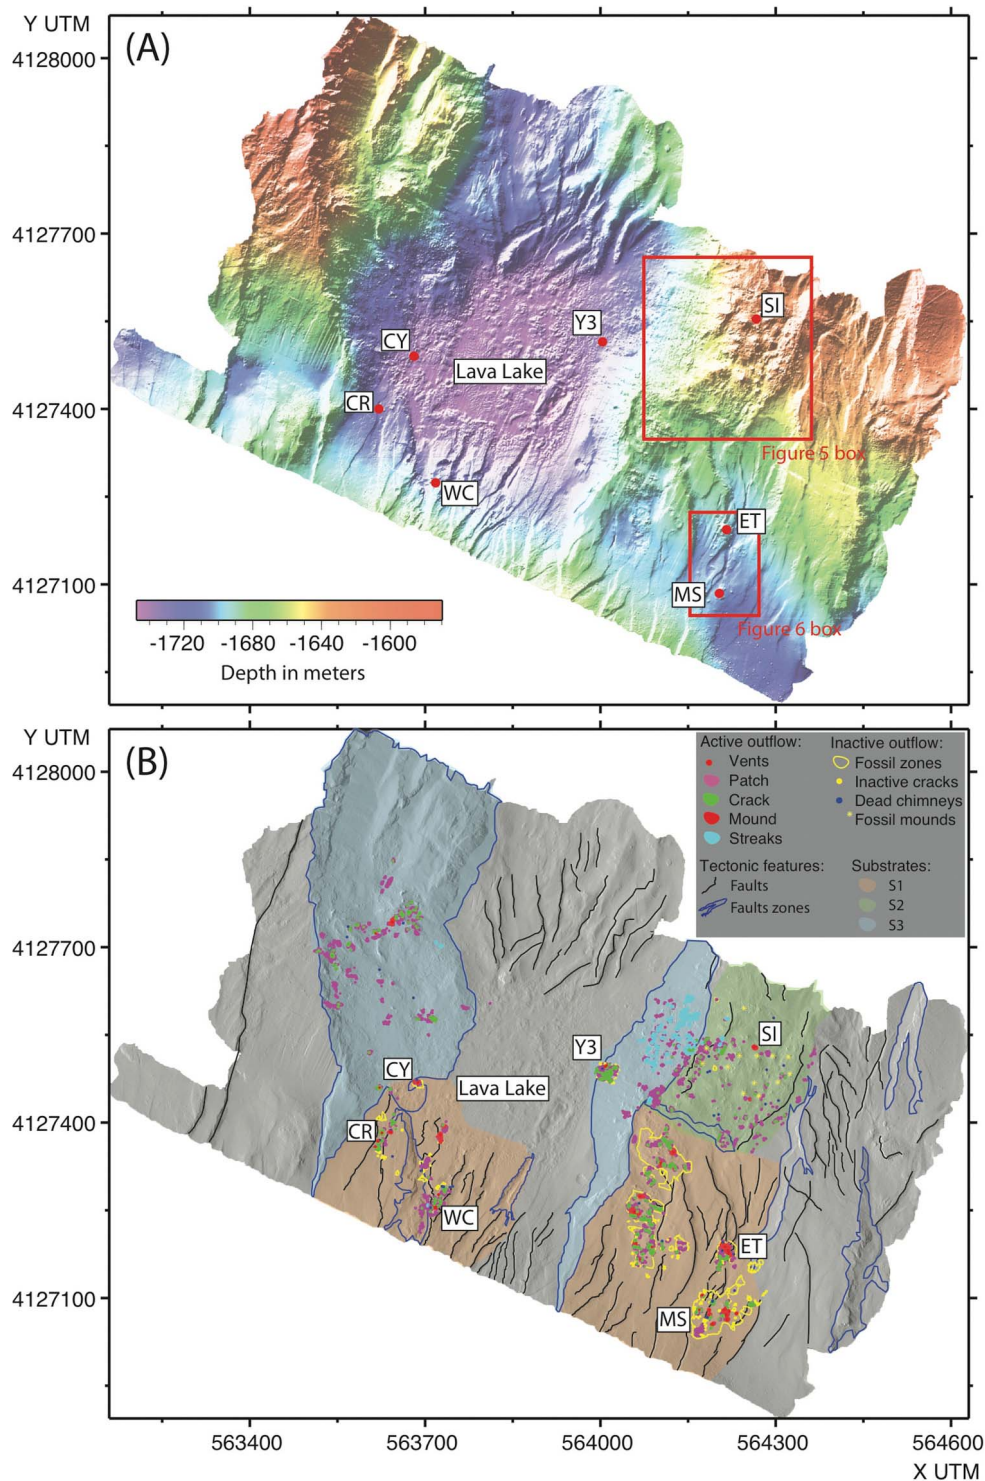 Y UTM
(A)
4128000
4127700
SI
Y3
CY
Lava Lake
4127400
CR
Figure 5 box
WC
ET
4127100
MS
Figure 6 box
-1720 -1680 -1640 -1600
Depth in meters
Y UTM
(B)
Active outflow: Inactive outflow:
Vents Fossil zones
4128000
Patch Inactive cracks
Crack Dead chimneys
Mound Fossil mounds
Streaks
Tectonic features: Substrates:
Faults S1
Faults zones S2
S3
4127700
SI
Y3
CY
Lava Lake
4127400
CR
WC
ET
4127100
MS
563400 563700 564000 564300 564600
X UTM